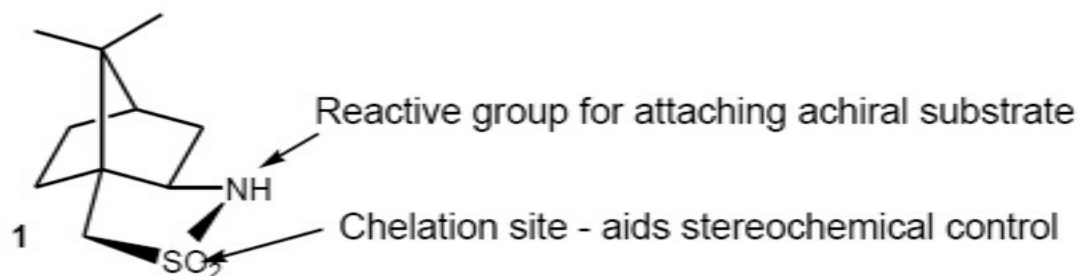 Reactive group for attaching achiral substrate
NH
Chelation site - aids stereochemical control
1
SO2